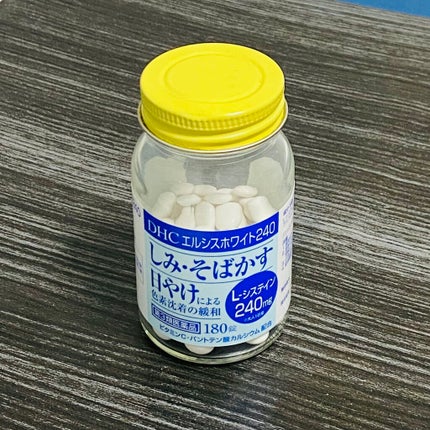 DHC エルシスホワイト240
しみ・そばかす
日やけによる
色素沈着の緩和
L-システイン
240mg
第3類医薬品 180錠
ビタミンC・パントテン酸カルシウム 配合